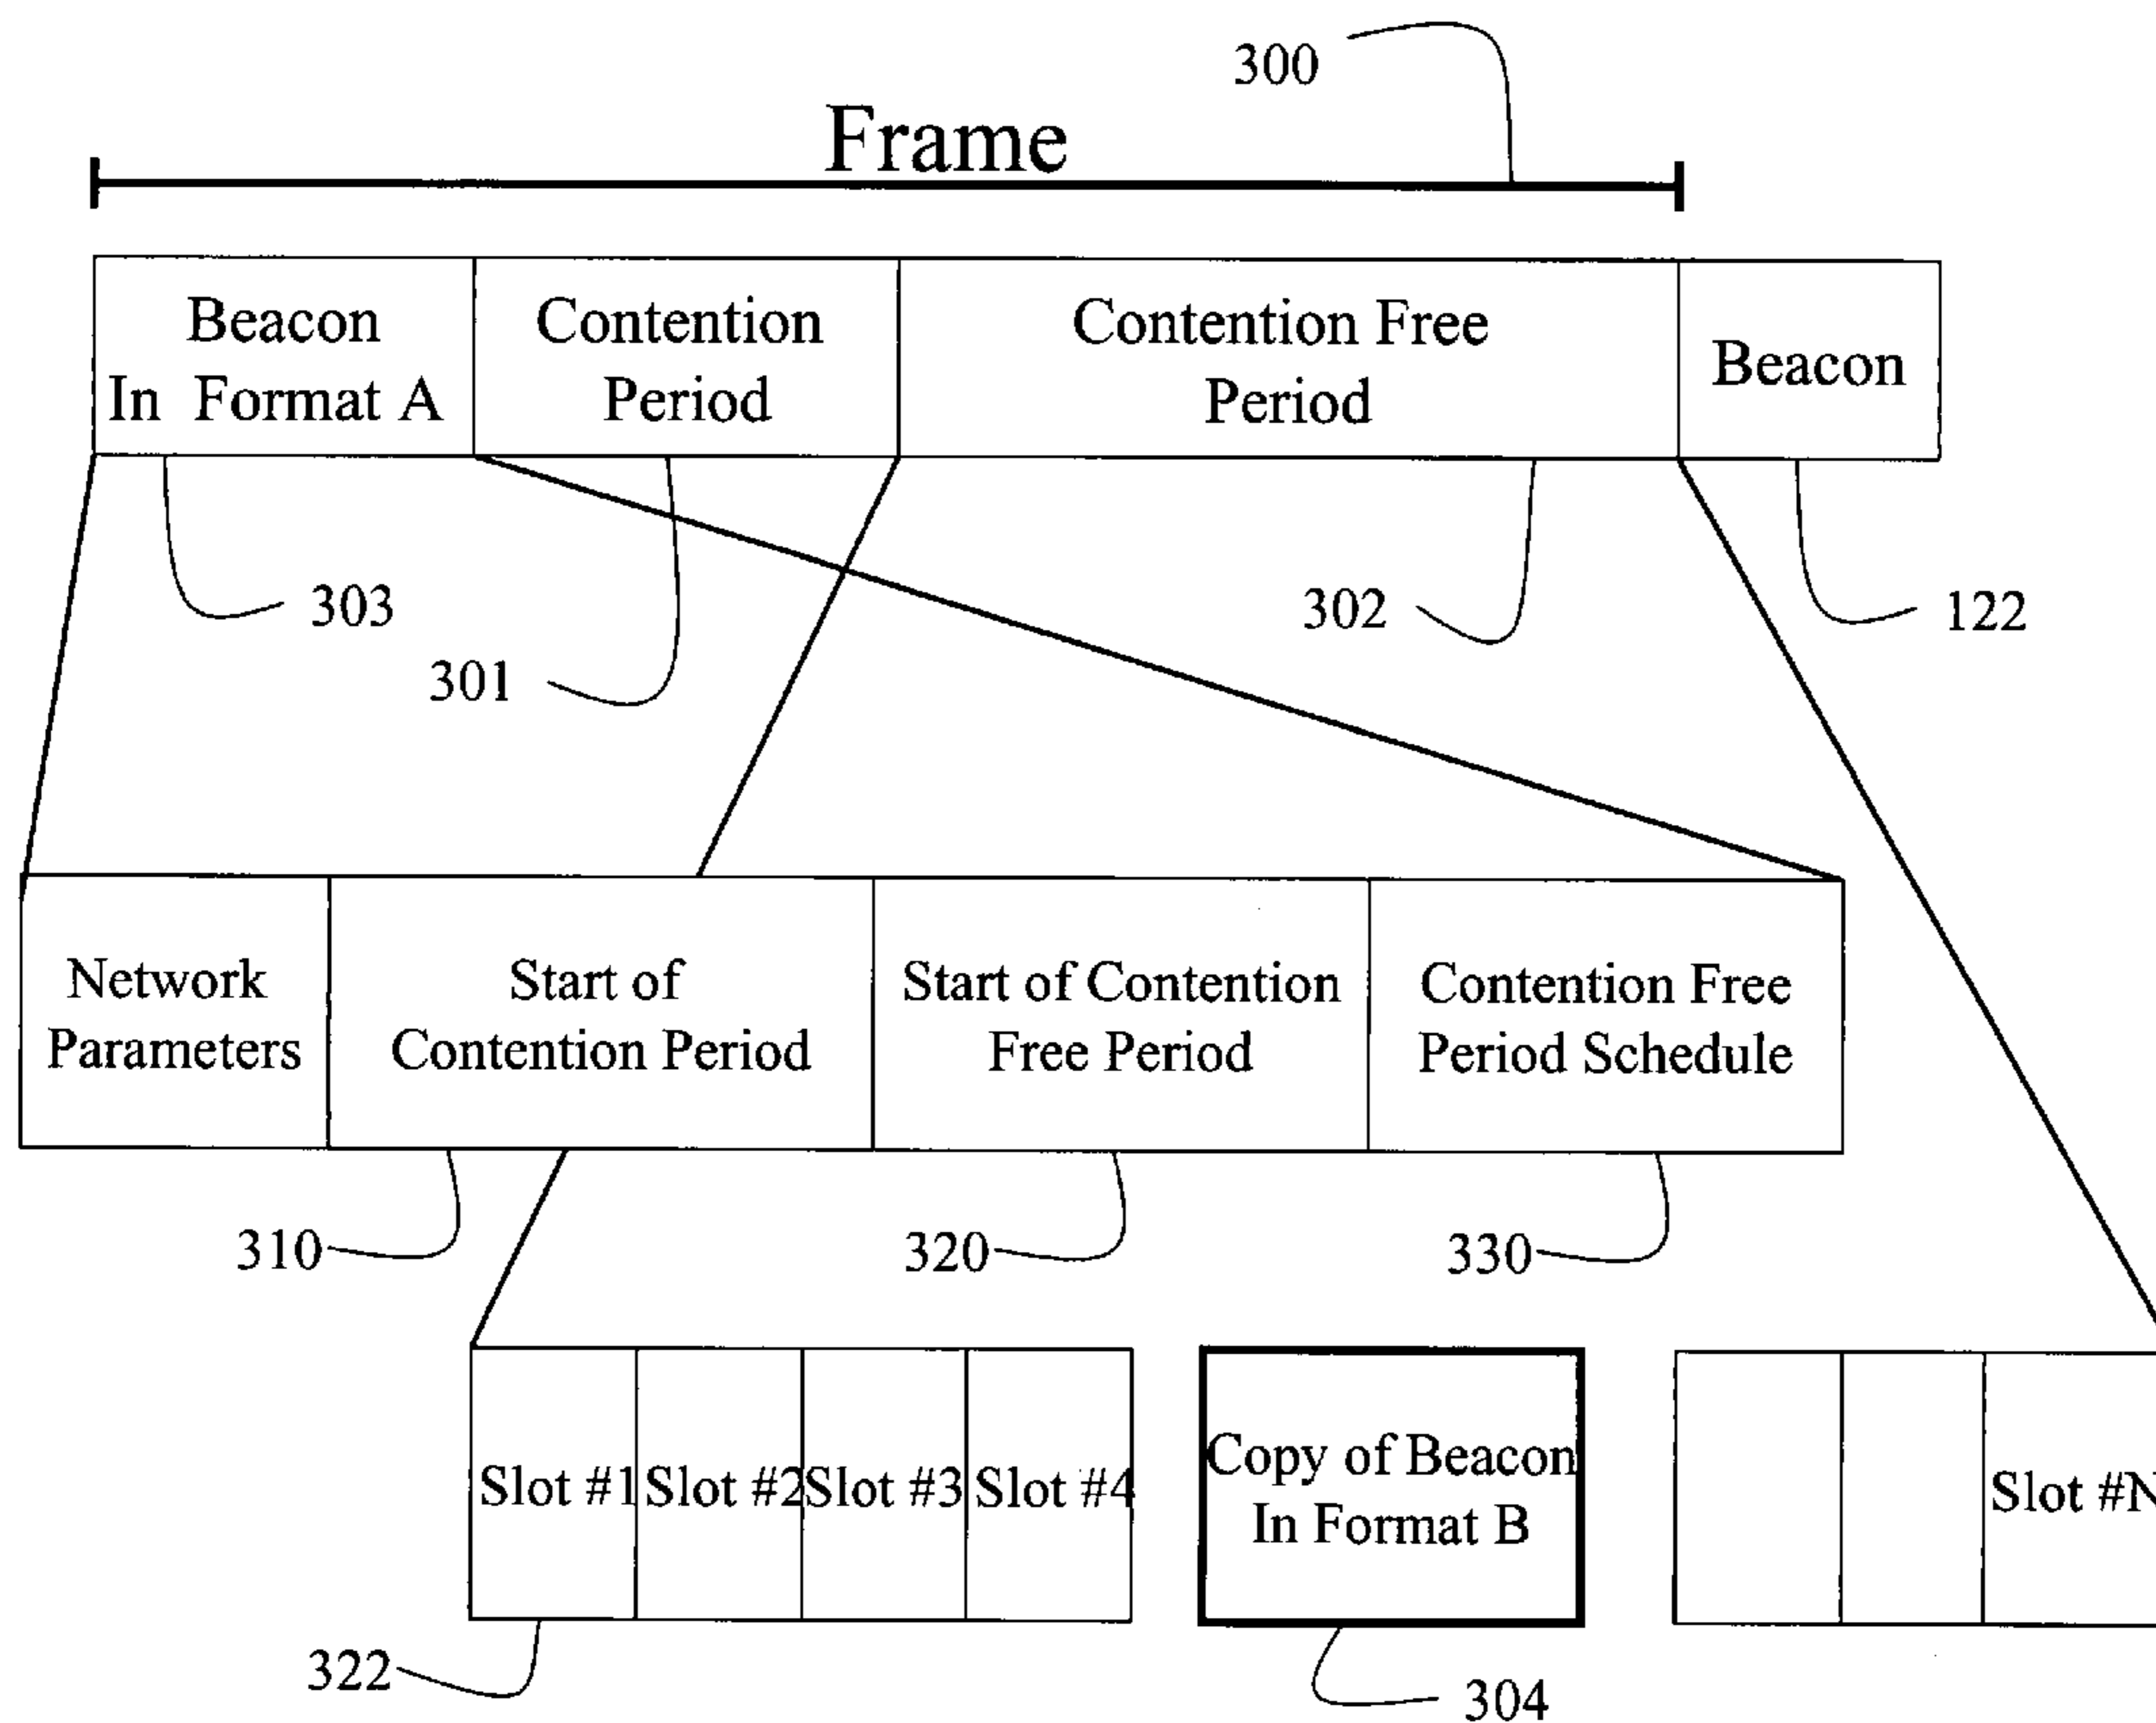 300
Frame
Beacon
In Format A
Contention
Period
Contention Free
Period
Beacon
303
301
302
122
Network
Parameters
Start of
Contention Period
Start of Contention
Free Period
Contention Free
Period Schedule
310
320
330
Slot #1
Slot #2
Slot #3
Slot #4
Copy of Beacon
In Format B
Slot #N
322
304